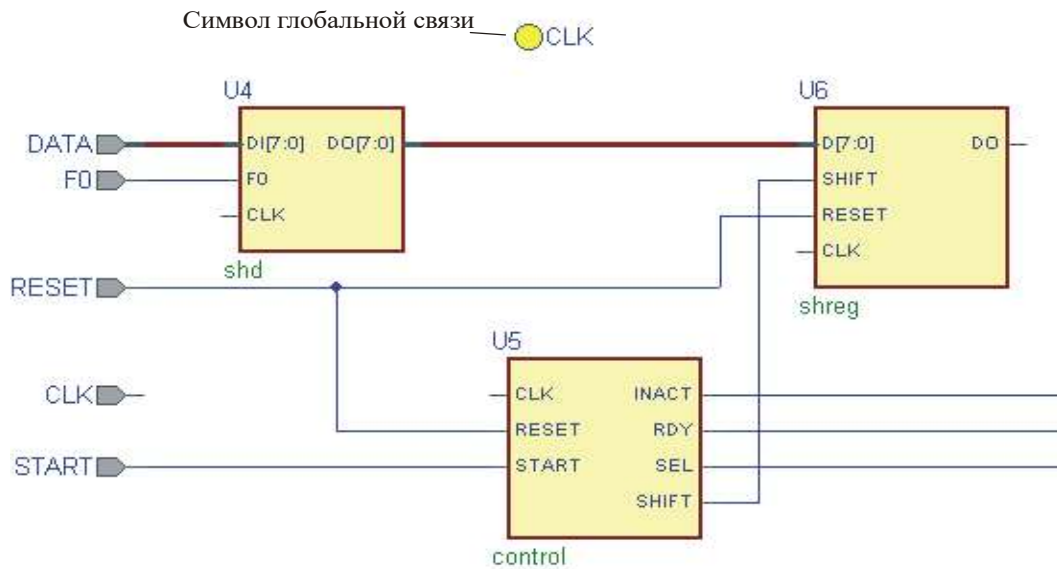 Символ глобальной связи
CLK
U4
DATA
F0
DI[7:0] DO[7:0]
F0
CLK
shd
U6
D[7:0] DO
SHIFT
RESET
CLK
shreg
RESET
CLK
START
U5
CLK INACT
RESET RDY
START SEL
SHIFT
control